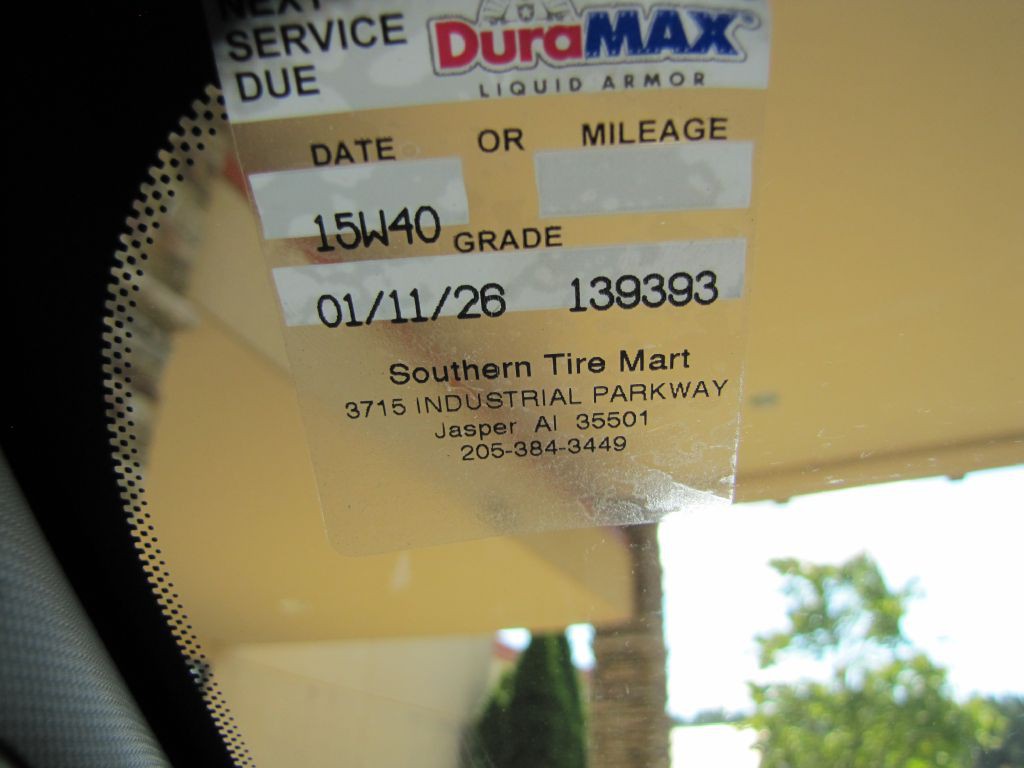 NEXT
SERVICE
DUE
DuraMAX
LIQUID ARMOR
DATE OR MILEAGE
15W40 GRADE
01/11/26 139393
Southern Tire Mart
3715 INDUSTRIAL PARKWAY
Jasper Al 35501
205-384-3449